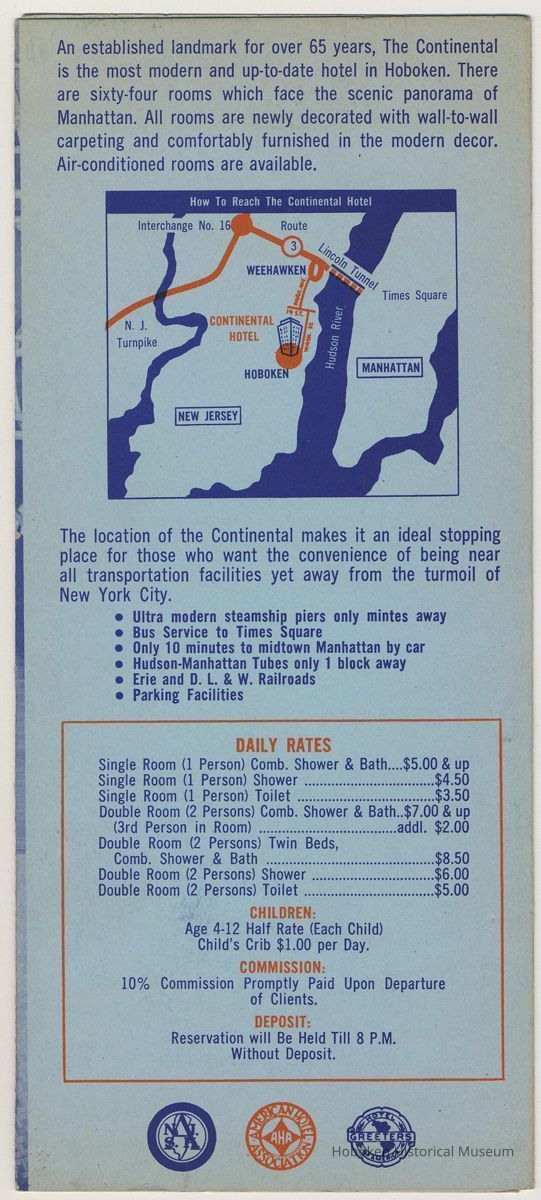 An established landmark for over 65 years, The Continental
is the most modern and up-to-date hotel in Hoboken. There
are sixty-four rooms which face the scenic panorama of
Manhattan. All rooms are newly decorated with wall-to-wall
carpeting and comfortably furnished in the modern decor.
Air-conditioned rooms are available.
How To Reach The Continental Hotel
Interchange No. 16
Route
3
Lincoln Tunnel
WEEHAWKEN
Times Square
14 ST.
N. J.
Turnpike
CONTINENTAL
HOTEL
Hudson River
HOBOKEN
MANHATTAN
NEW JERSEY
The location of the Continental makes it an ideal stopping
place for those who want the convenience of being near
all transportation facilities yet away from the turmoil of
New York City.
• Ultra modern steamship piers only mintes away
• Bus Service to Times Square
• Only 10 minutes to midtown Manhattan by car
• Hudson-Manhattan Tubes only 1 block away
• Erie and D. L. & W. Railroads
• Parking Facilities
DAILY RATES
Single Room (1 Person) Comb. Shower & Bath....$5.00 & up
Single Room (1 Person) Shower ..............................$4.50
Single Room (1 Person) Toilet ................................$3.50
Double Room (2 Persons) Comb. Shower & Bath..$7.00 & up
(3rd Person in Room) ................................addl. $2.00
Double Room (2 Persons) Twin Beds,
Comb. Shower & Bath .......................................$8.50
Double Room (2 Persons) Shower ..............................$6.00
Double Room (2 Persons) Toilet ................................$5.00
CHILDREN:
Age 4-12 Half Rate (Each Child)
Child's Crib $1.00 per Day.
COMMISSION:
10% Commission Promptly Paid Upon Departure
of Clients.
DEPOSIT:
Reservation will Be Held Till 8 P.M.
Without Deposit.
AMERICAN HOTEL
AHA
ASSOCIATION
HOTEL
GREETERS
Hoboken Historical Museum